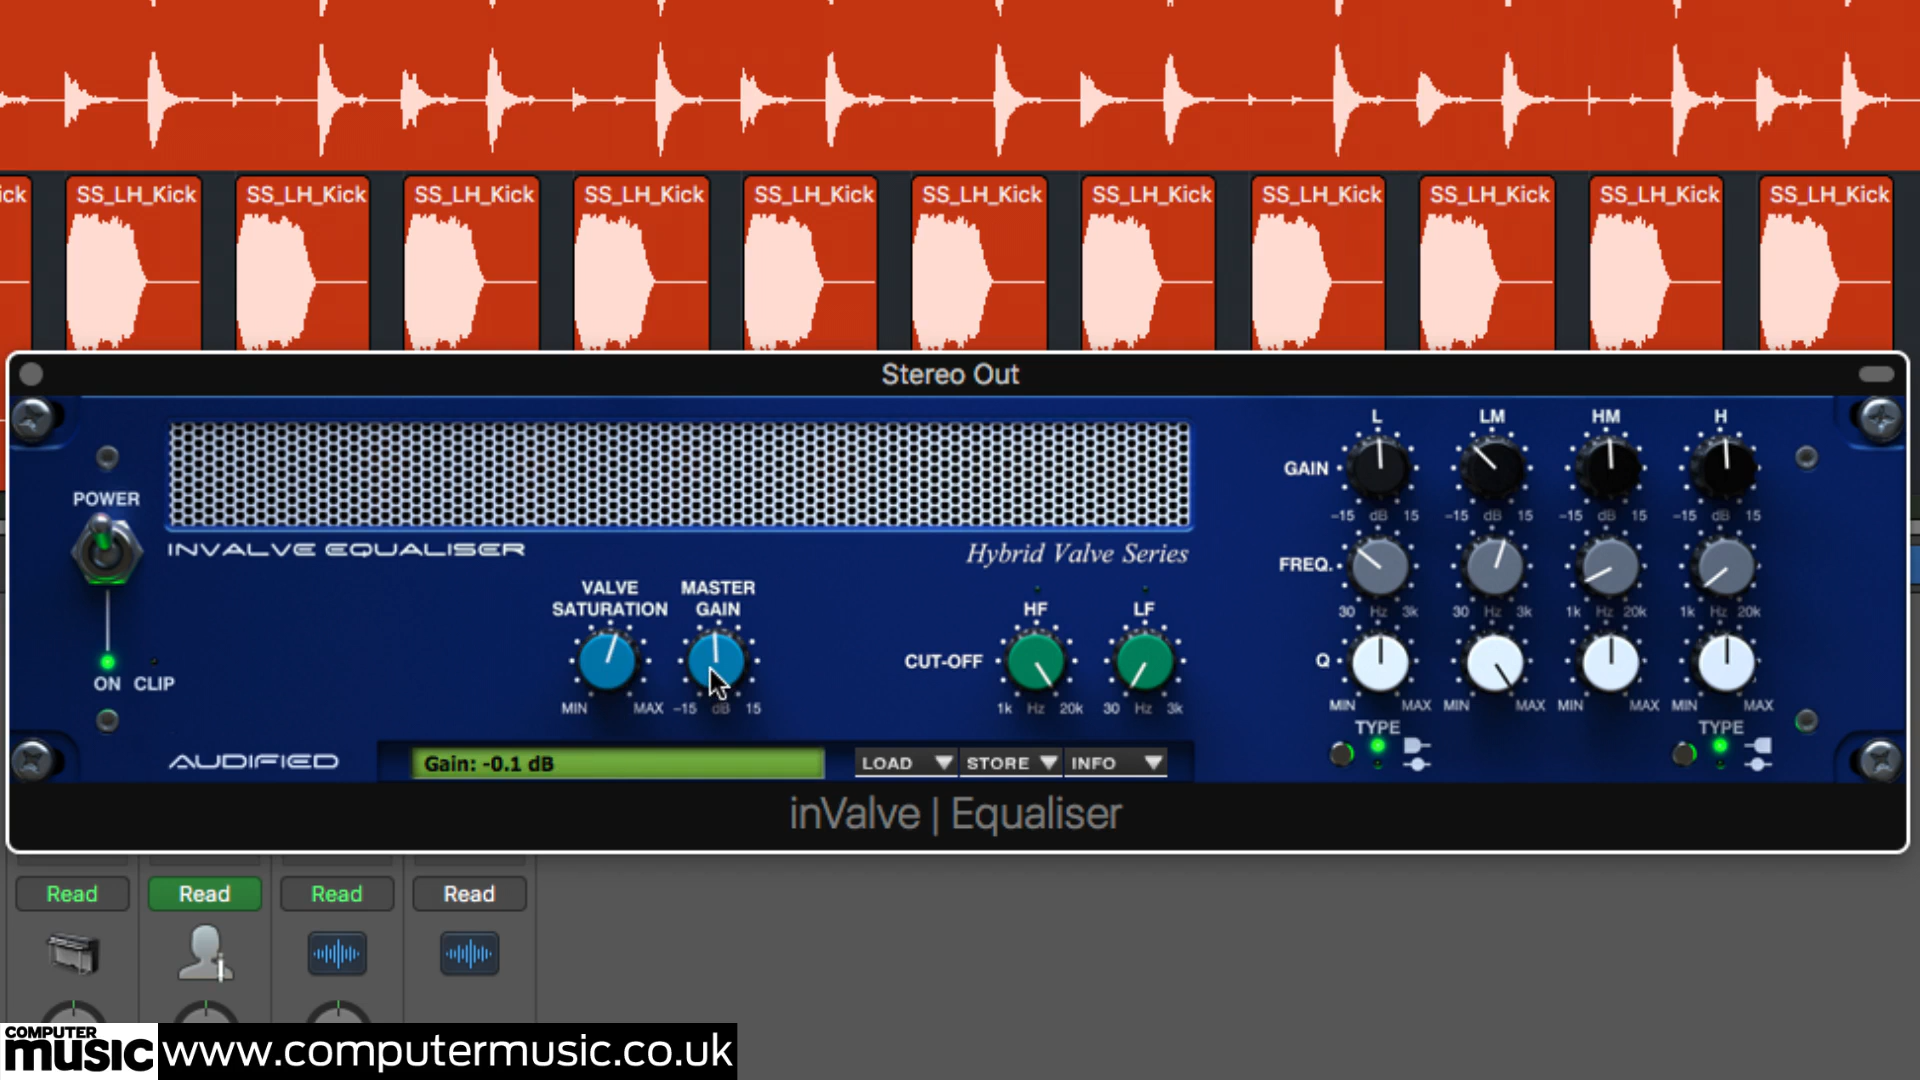 ick SS_LH_Kick SS_LH_Kick SS_LH_Kick SS_LH_Kick SS_LH_Kick SS_LH_Kick SS_LH_Kick SS_LH_Kick SS_LH_Kick SS_LH_Kick SS_LH_Kick
Stereo Out
L LM HM H
GAIN
-15 dB 15 -15 dB 15 -15 dB 15 -15 dB 15
POWER
INVALVE EQUALISER
Hybrid Valve Series
FREQ.
30 Hz 3k 30 Hz 3k 1k Hz 20k 1k Hz 20k
VALVE SATURATION
MASTER GAIN
HF LF
CUT-OFF
Q
ON CLIP
MIN MAX -15 dB 15
1k Hz 20k 30 Hz 3k
MIN MAX MIN MAX MIN MAX MIN MAX
TYPE TYPE
AUDIFIED
Gain: -0.1 dB
LOAD STORE INFO
inValve | Equaliser
Read Read Read Read
COMPUTER
music www.computermusic.co.uk